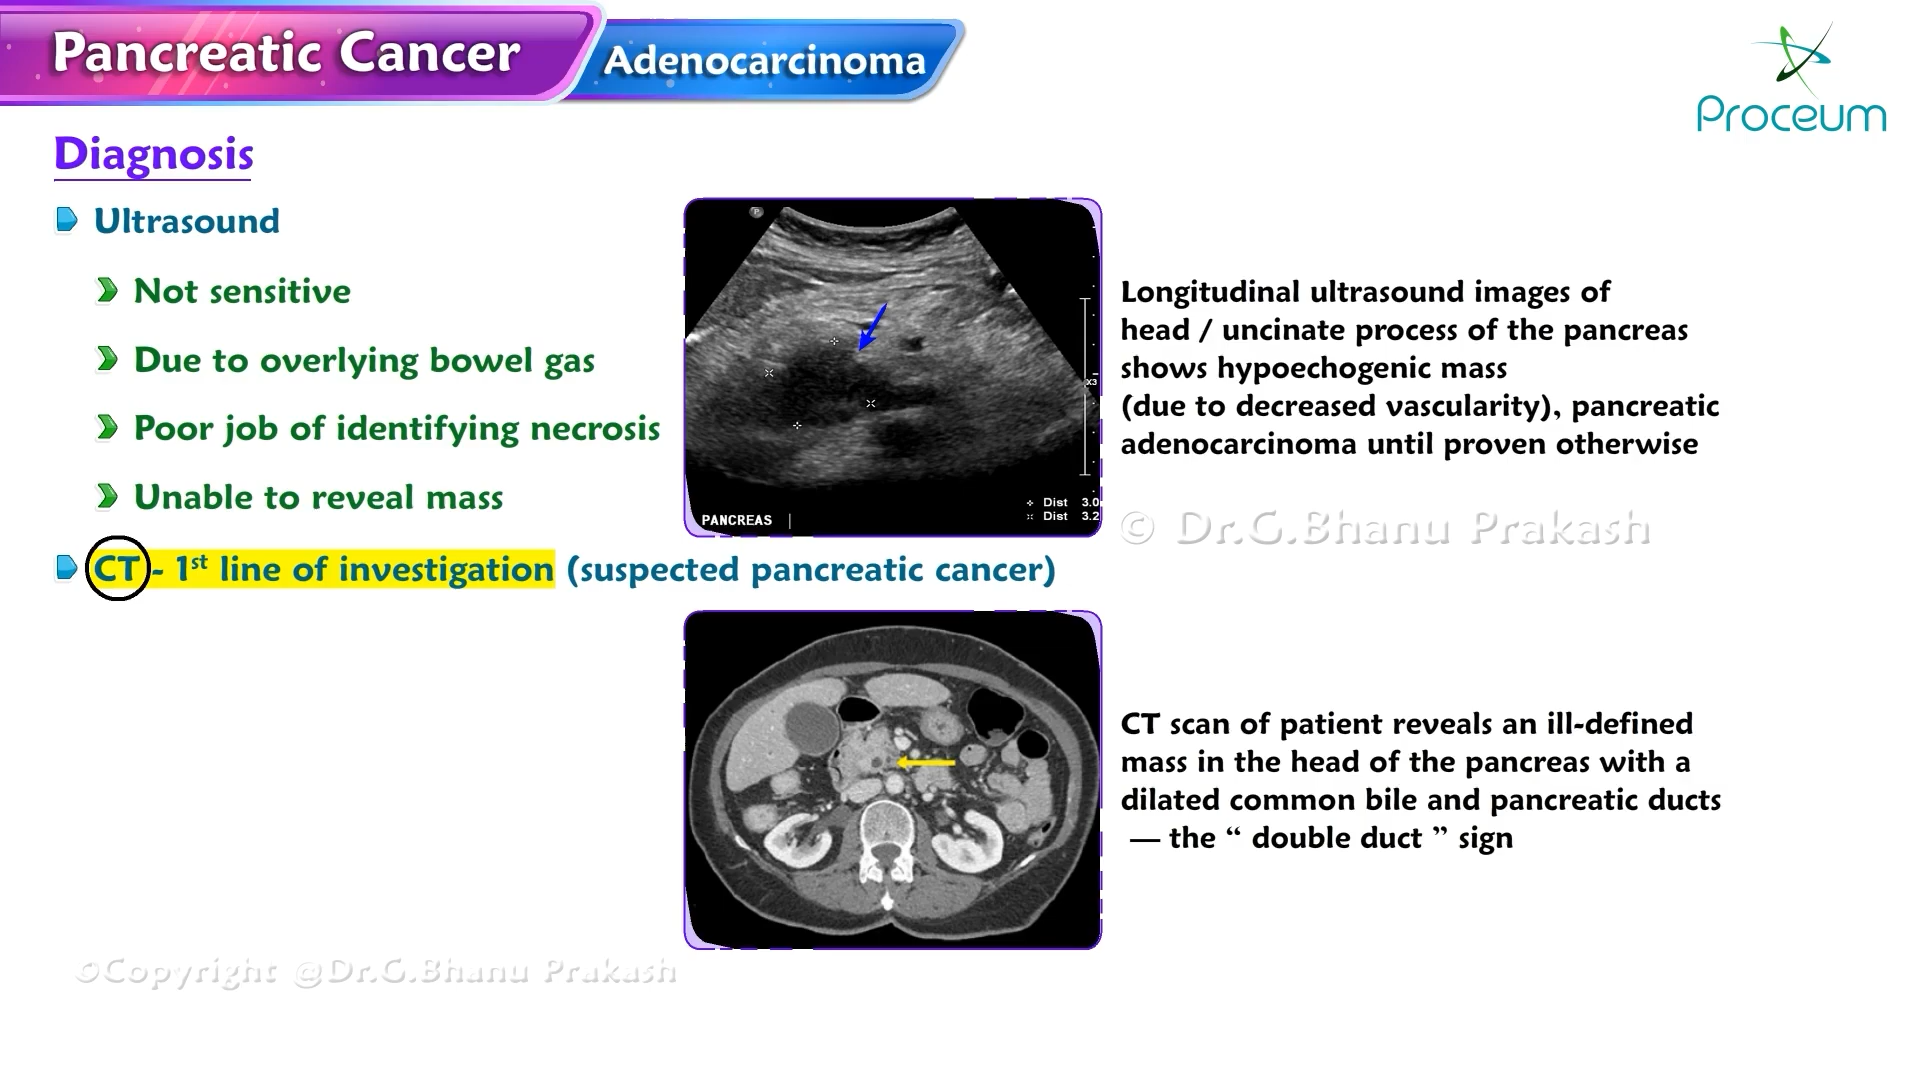 Pancreatic Cancer
Adenocarcinoma
Proceum
Diagnosis
Ultrasound
Not sensitive
Due to overlying bowel gas
Poor job of identifying necrosis
Unable to reveal mass
P
X3
Dist 3.0
Dist 3.2
PANCREAS
Longitudinal ultrasound images of
head / uncinate process of the pancreas
shows hypoechogenic mass
(due to decreased vascularity), pancreatic
adenocarcinoma until proven otherwise
© Dr.G.Bhanu Prakash
CT - 1st line of investigation (suspected pancreatic cancer)
CT scan of patient reveals an ill-defined
mass in the head of the pancreas with a
dilated common bile and pancreatic ducts
— the “ double duct ” sign
©Copyright @Dr.G.Bhanu Prakash